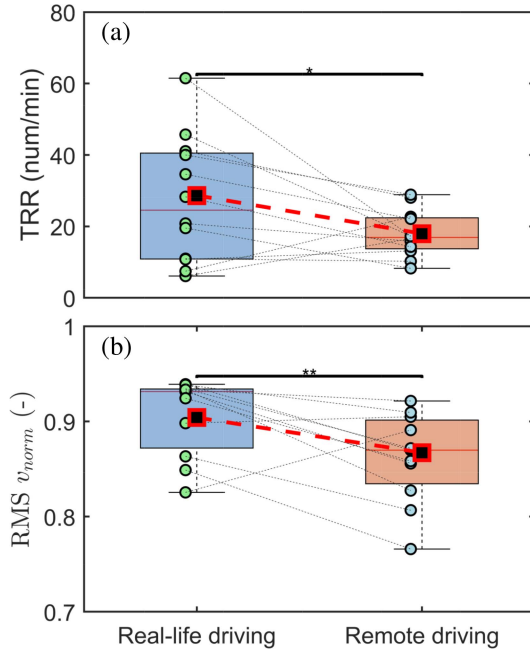 80
(a)
*
60
TRR (num/min)
40
20
0
1
(b)
**
0.9
RMS v_norm (-)
0.8
0.7
Real-life driving
Remote driving